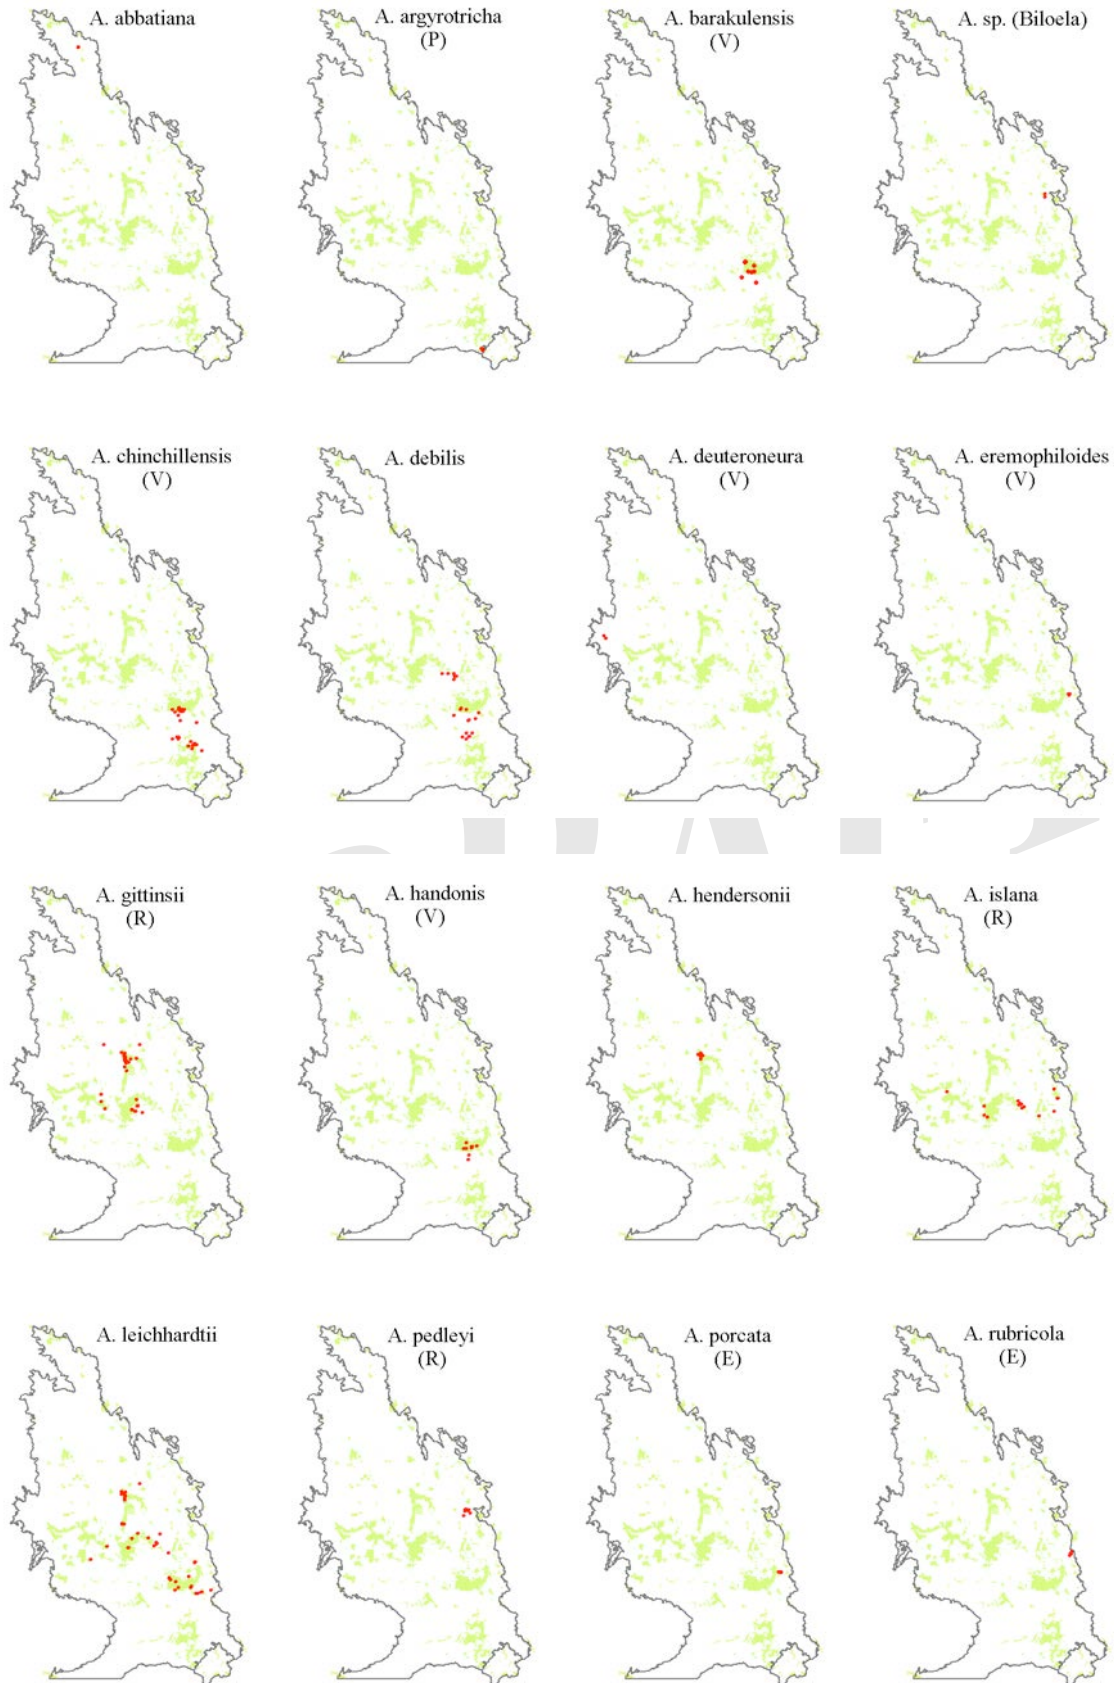 A. abbatiana
A. argyrotricha
(P)
A. barakulensis
(V)
A. sp. (Biloela)
A. chinchillensis
(V)
A. debilis
A. deuteroneura
(V)
A. eremophiloides
(V)
A. gittinsii
(R)
A. handonis
(V)
A. hendersonii
A. islana
(R)
A. leichhardtii
A. pedleyi
(R)
A. porcata
(E)
A. rubricola
(E)